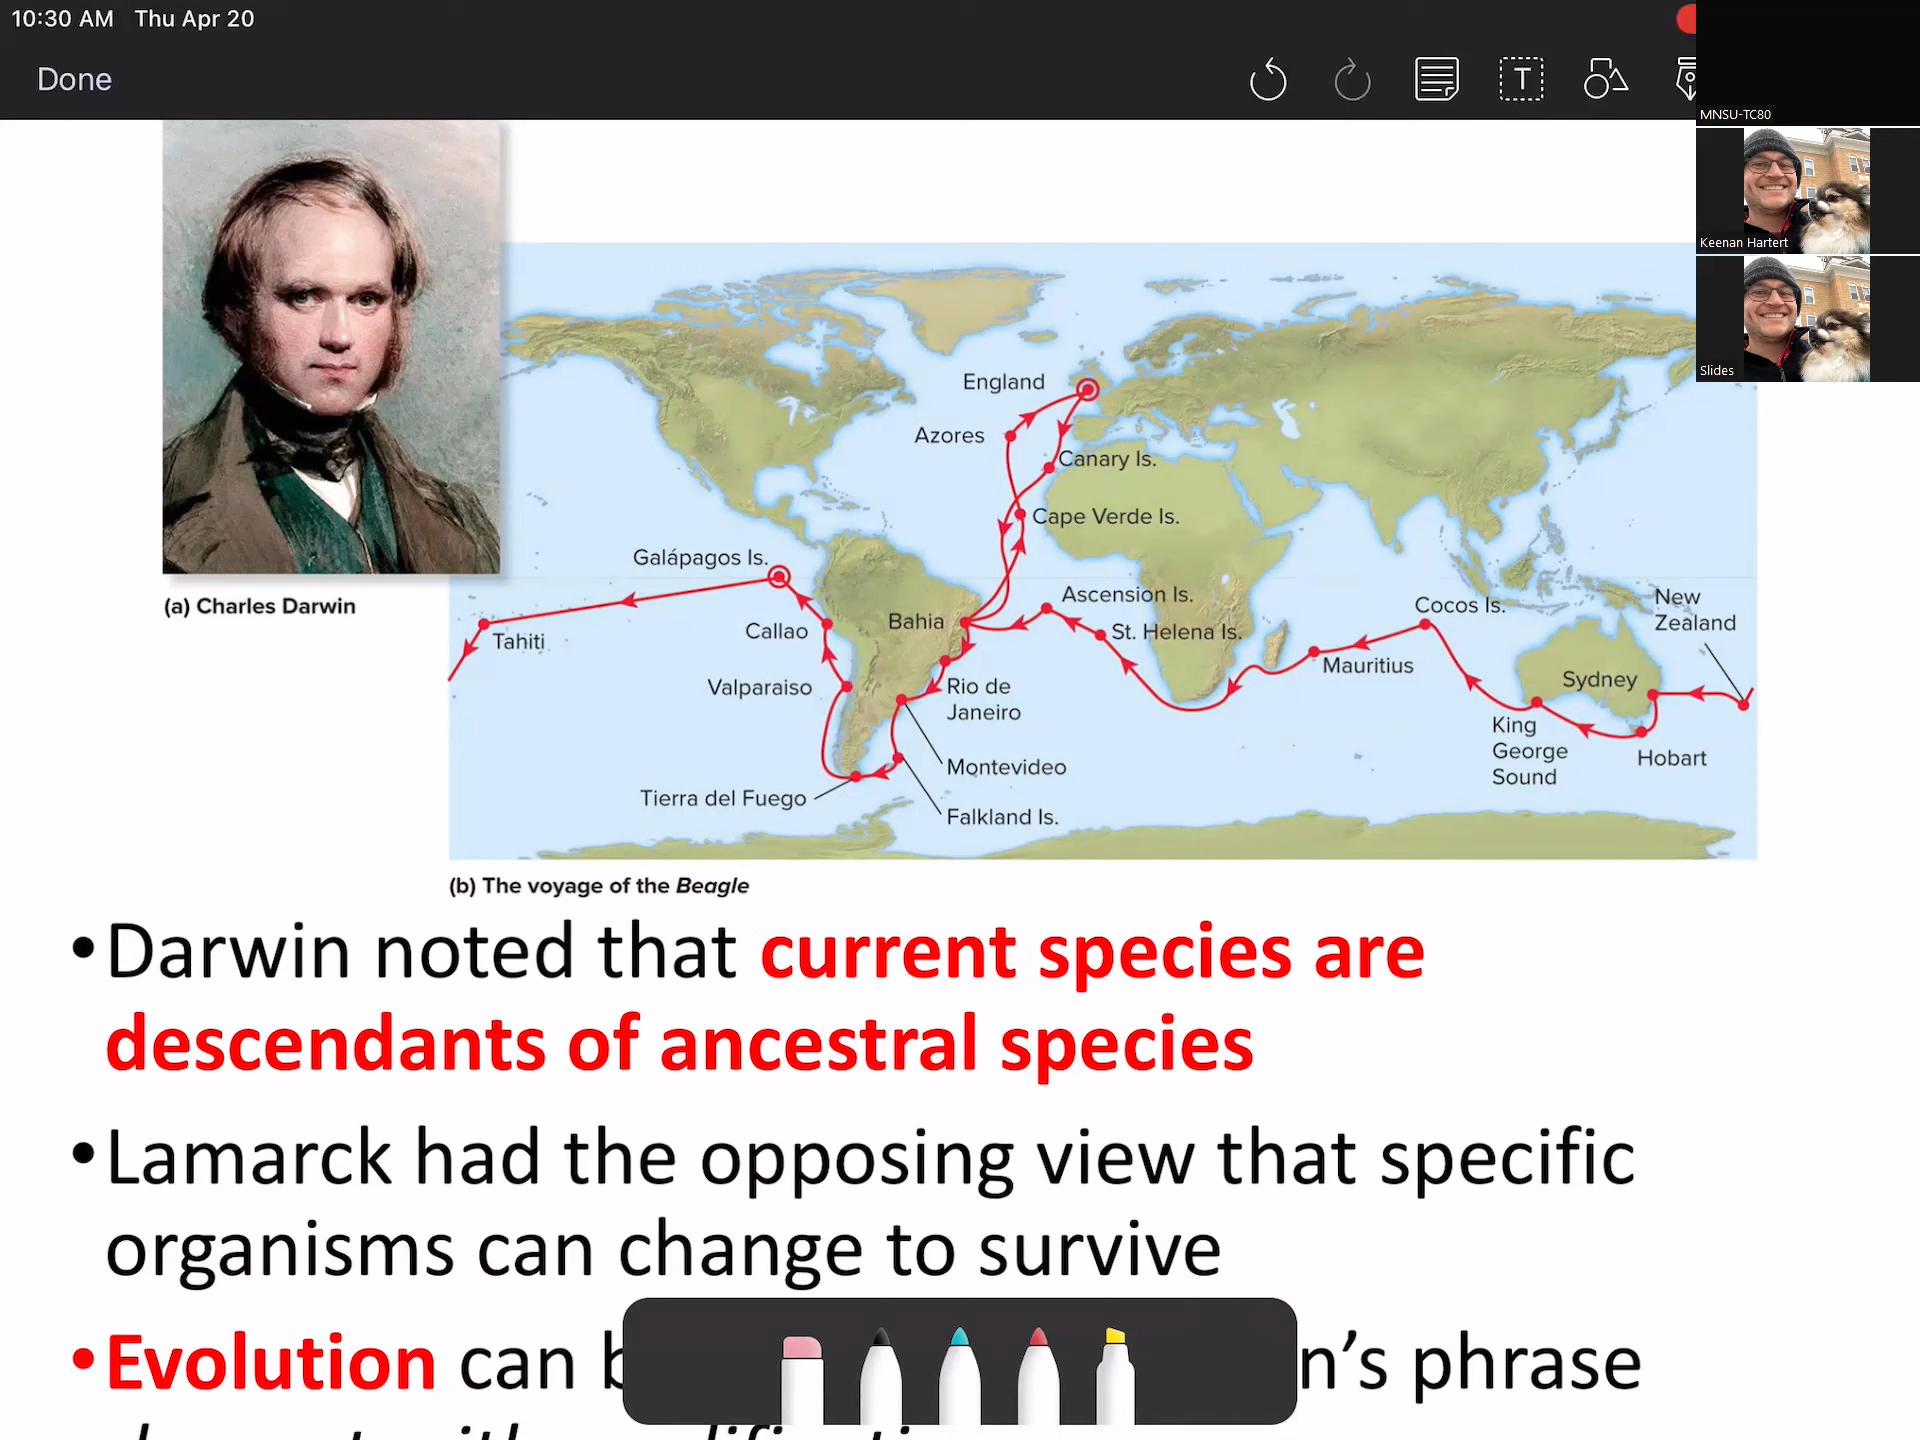 10:30 AM Thu Apr 20
Done
T
MNSU-TC80
Keenan Hartert
Slides
England
Azores
Canary Is.
Cape Verde Is.
Galápagos Is.
Ascension Is.
Cocos Is.
New
Zealand
(a) Charles Darwin
Tahiti
Callao
Bahia
St. Helena Is.
Mauritius
Sydney
Valparaiso
Rio de
Janeiro
King
George
Sound
Hobart
Montevideo
Tierra del Fuego
Falkland Is.
(b) The voyage of the Beagle
•Darwin noted that current species are
descendants of ancestral species
•Lamarck had the opposing view that specific
organisms can change to survive
•Evolution can n's phrase